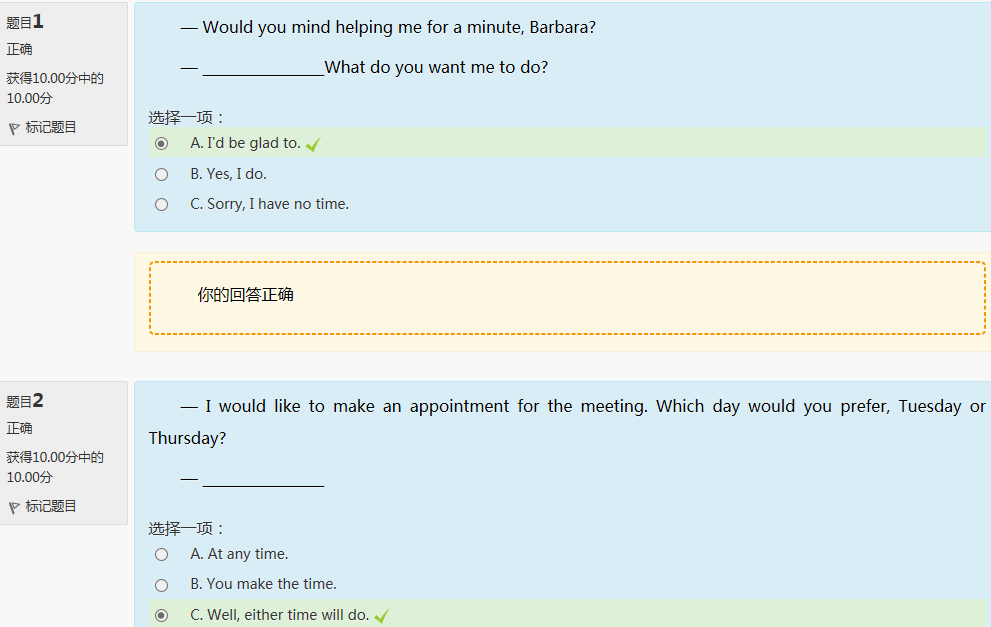 题目1
正确
获得10.00分中的
10.00分
标记题目
— Would you mind helping me for a minute, Barbara?
— ______________What do you want me to do?
选择一项：
A. I'd be glad to.
B. Yes, I do.
C. Sorry, I have no time.
你的回答正确
题目2
正确
获得10.00分中的
10.00分
标记题目
— I would like to make an appointment for the meeting. Which day would you prefer, Tuesday or
Thursday?
— ______________
选择一项：
A. At any time.
B. You make the time.
C. Well, either time will do.